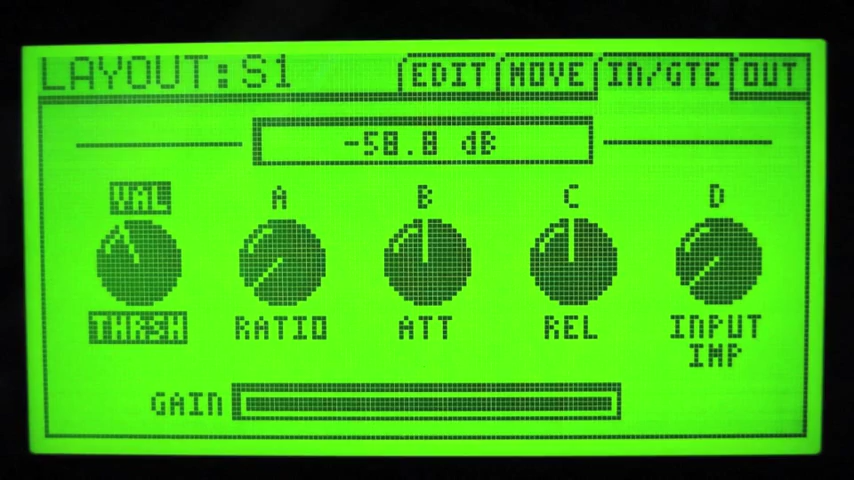 LAYOUT:S1 EDIT MOVE IN/GTE OUT
-50.0 dB
VAL A B C D
THRSH RATIO ATT REL INPUT
IMP
GAIN